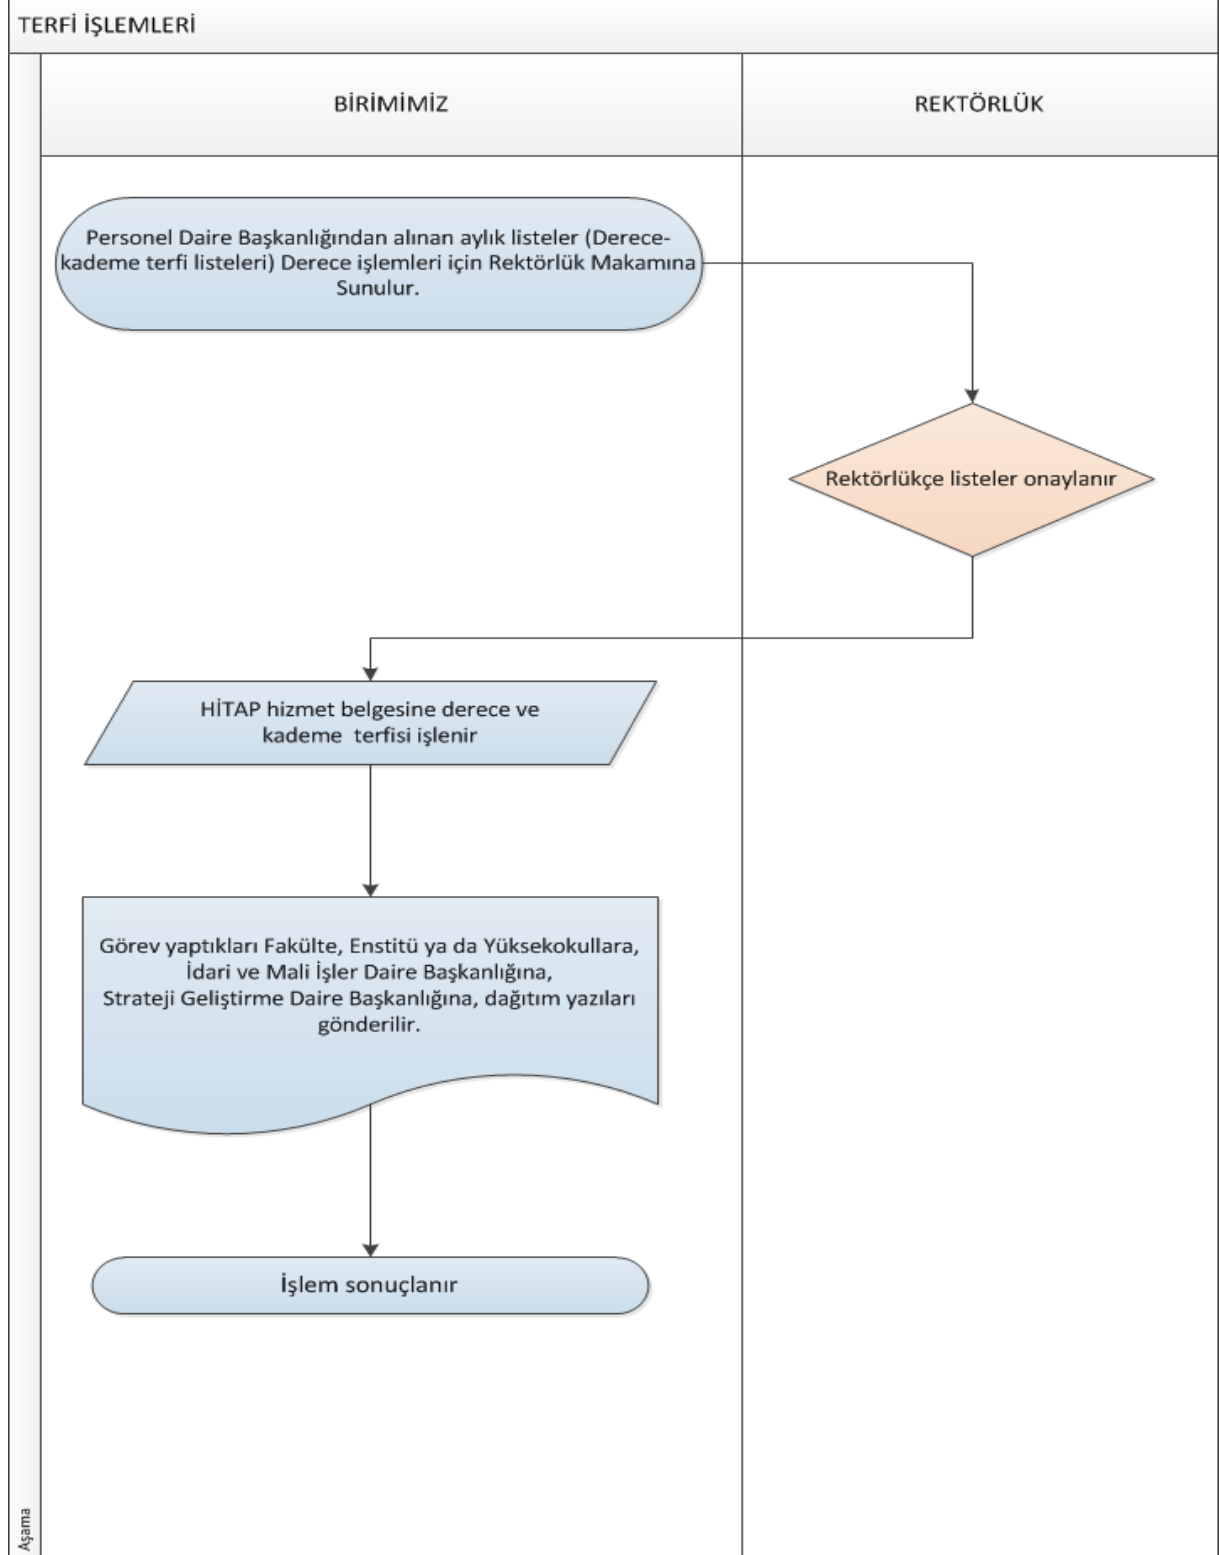 TERFİ İŞLEMLERİ
BİRİMİMİZ
REKTÖRLÜK
Personel Daire Başkanlığından alınan aylık listeler (Derece-
kademe terfi listeleri) Derece işlemleri için Rektörlük Makamına
Sunulur.
Rektörlükçe listeler onaylanır
HİTAP hizmet belgesine derece ve
kademe  terfisi işlenir
Görev yaptıkları Fakülte, Enstitü ya da Yüksekokullara,
İdari ve Mali İşler Daire Başkanlığına,
Strateji Geliştirme Daire Başkanlığına, dağıtım yazıları
gönderilir.
İşlem sonuçlanır
Aşama